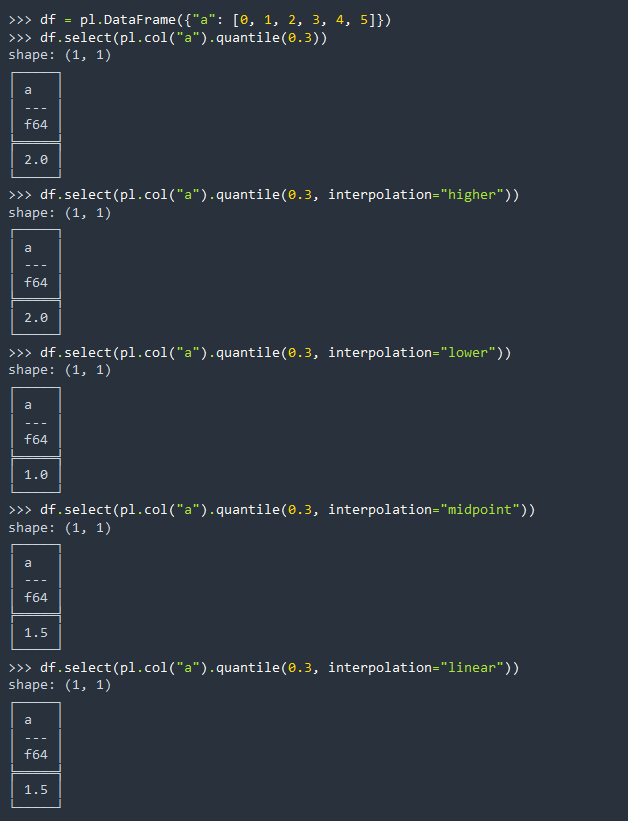 >>> df = pl.DataFrame({"a": [0, 1, 2, 3, 4, 5]})
>>> df.select(pl.col("a").quantile(0.3))
shape: (1, 1)
┌─────┐
│ a   │
│ --- │
│ f64 │
╞═════╡
│ 2.0 │
└─────┘
>>> df.select(pl.col("a").quantile(0.3, interpolation="higher"))
shape: (1, 1)
┌─────┐
│ a   │
│ --- │
│ f64 │
╞═════╡
│ 2.0 │
└─────┘
>>> df.select(pl.col("a").quantile(0.3, interpolation="lower"))
shape: (1, 1)
┌─────┐
│ a   │
│ --- │
│ f64 │
╞═════╡
│ 1.0 │
└─────┘
>>> df.select(pl.col("a").quantile(0.3, interpolation="midpoint"))
shape: (1, 1)
┌─────┐
│ a   │
│ --- │
│ f64 │
╞═════╡
│ 1.5 │
└─────┘
>>> df.select(pl.col("a").quantile(0.3, interpolation="linear"))
shape: (1, 1)
┌─────┐
│ a   │
│ --- │
│ f64 │
╞═════╡
│ 1.5 │
└─────┘